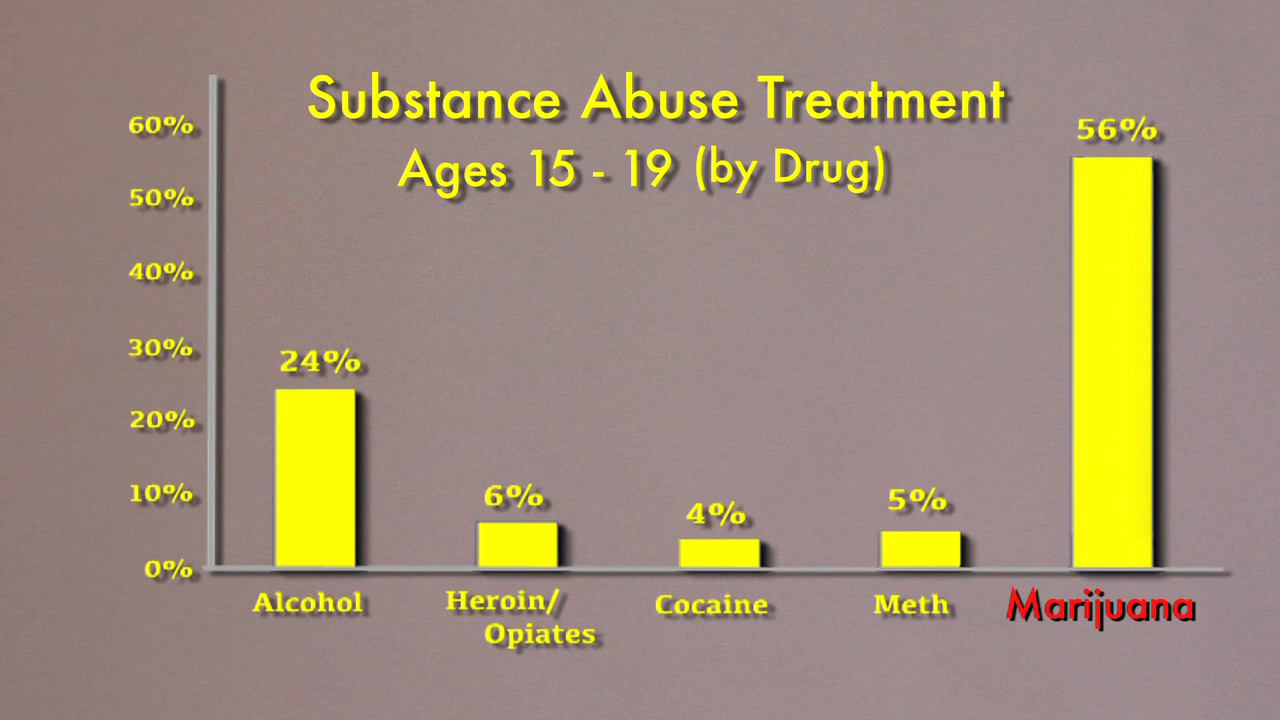 Substance Abuse Treatment
Ages 15 - 19 (by Drug)
60%
50%
40%
30%
20%
10%
0%
24%
6%
4%
5%
56%
Alcohol
Heroin/
Opiates
Cocaine
Meth
Marijuana